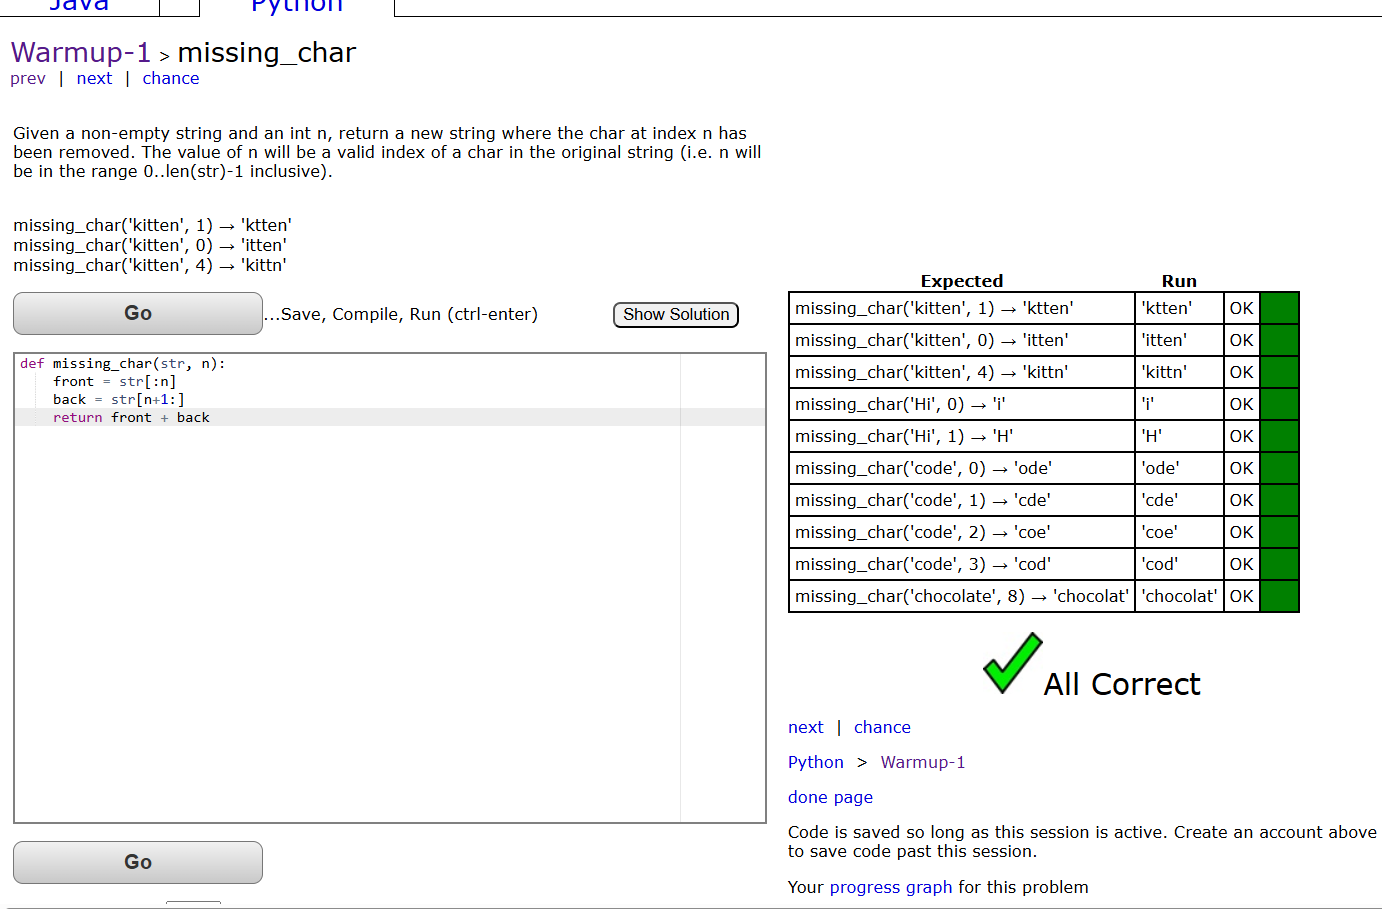 Java
Python
Warmup-1 > missing_char
prev | next | chance
Given a non-empty string and an int n, return a new string where the char at index n has
been removed. The value of n will be a valid index of a char in the original string (i.e. n will
be in the range 0..len(str)-1 inclusive).
missing_char('kitten', 1) → 'ktten'
missing_char('kitten', 0) → 'itten'
missing_char('kitten', 4) → 'kittn'
Go
...Save, Compile, Run (ctrl-enter)
Show Solution
def missing_char(str, n):
    front = str[:n]
    back = str[n+1:]
    return front + back
Go
Expected Run
missing_char('kitten', 1) → 'ktten' 'ktten' OK
missing_char('kitten', 0) → 'itten' 'itten' OK
missing_char('kitten', 4) → 'kittn' 'kittn' OK
missing_char('Hi', 0) → 'i' 'i' OK
missing_char('Hi', 1) → 'H' 'H' OK
missing_char('code', 0) → 'ode' 'ode' OK
missing_char('code', 1) → 'cde' 'cde' OK
missing_char('code', 2) → 'coe' 'coe' OK
missing_char('code', 3) → 'cod' 'cod' OK
missing_char('chocolate', 8) → 'chocolat' 'chocolat' OK
All Correct
next | chance
Python > Warmup-1
done page
Code is saved so long as this session is active. Create an account above
to save code past this session.
Your progress graph for this problem